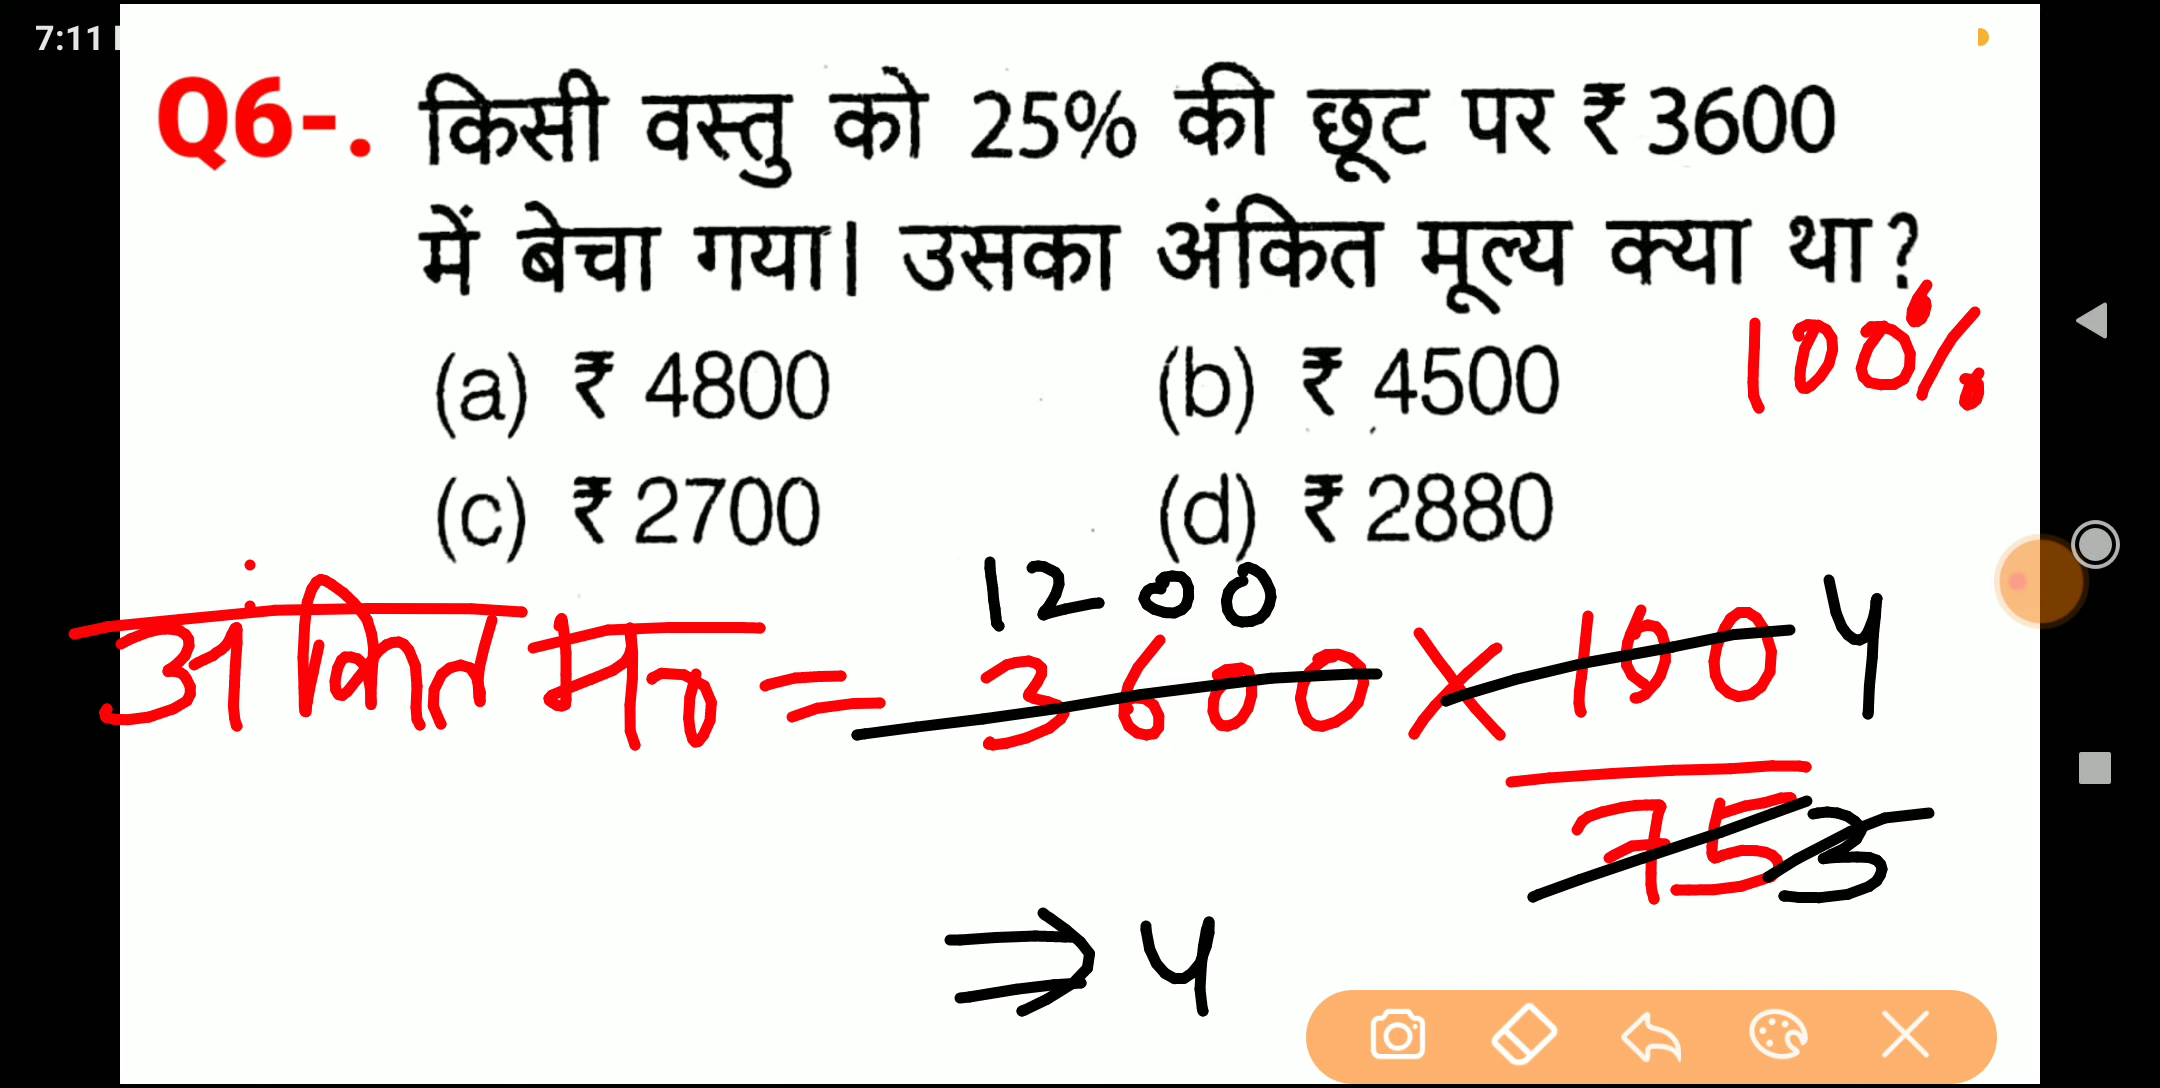 7:11
Q6-. किसी वस्तु को 25% की छूट पर ₹ 3600
में बेचा गया। उसका अंकित मूल्य क्या था?
100%
(a) ₹ 4800 (b) ₹ 4500
(c) ₹ 2700 (d) ₹ 2880
1200
अंकित मू0 = 3600 × 100 4
75 3
⇒ 4